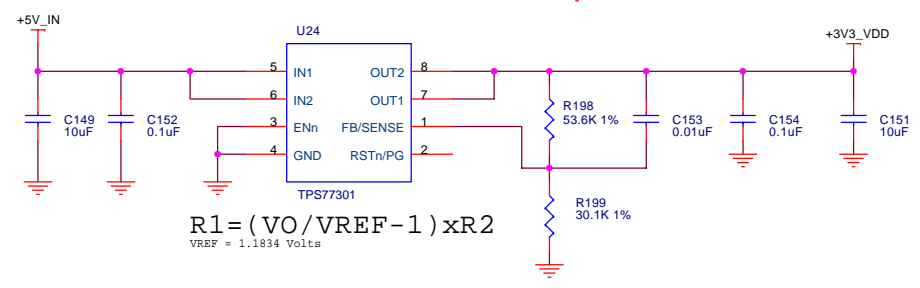 +5V_IN
U24
+3V3_VDD
5 IN1 OUT2 8
6 IN2 OUT1 7
3 ENn FB/SENSE 1
4 GND RSTn/PG 2
TPS77301
C149
10uF
C152
0.1uF
R198
53.6K 1%
C153
0.01uF
C154
0.1uF
C151
10uF
R199
30.1K 1%
R1=(VO/VREF-1)xR2
VREF = 1.1834 Volts